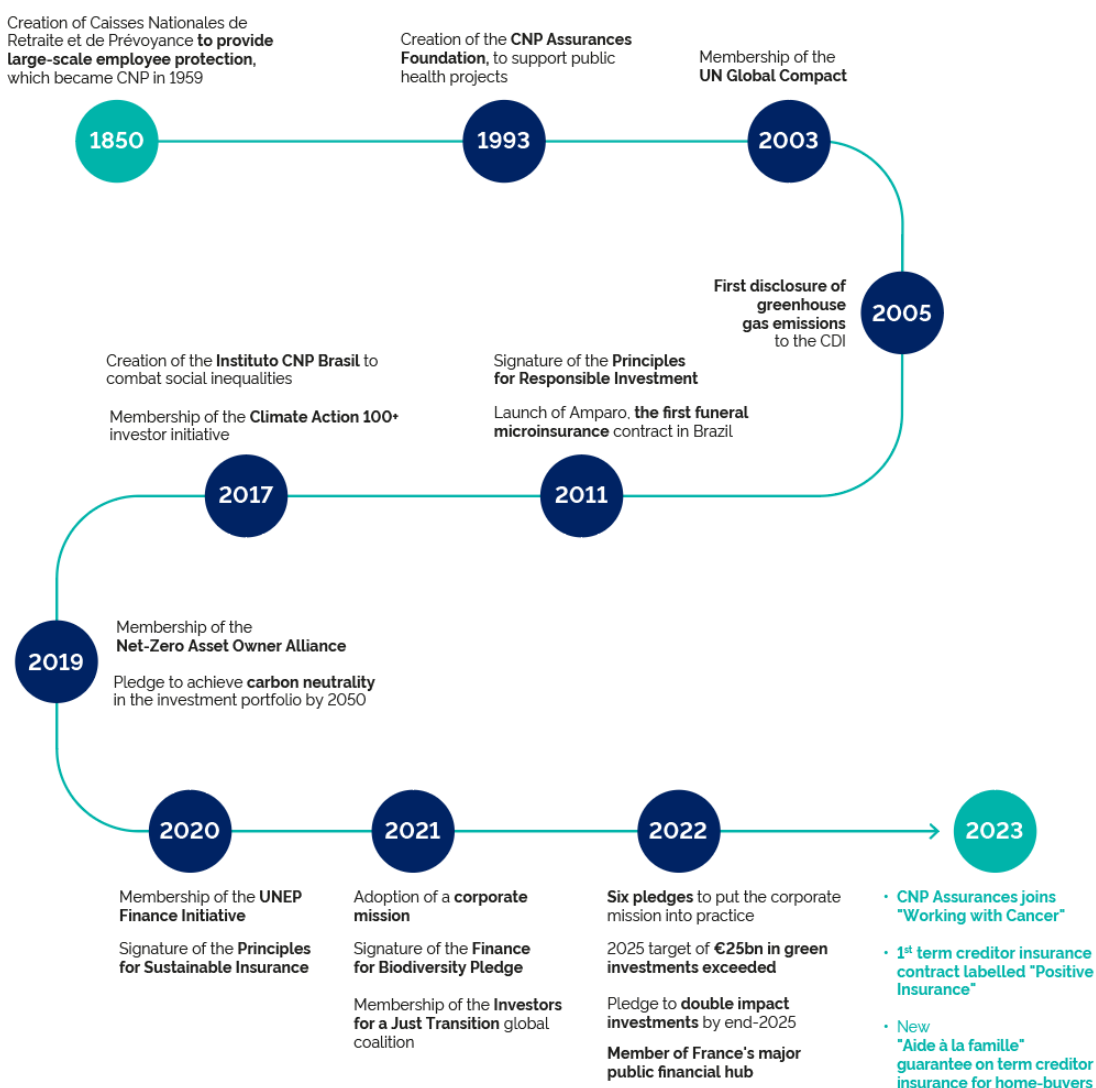 Creation of Caisses Nationales de
Retraite et de Prévoyance to provide
large-scale employee protection,
which became CNP in 1959
1850
Creation of the CNP Assurances
Foundation, to support public
health projects
1993
Membership of the
UN Global Compact
2003
First disclosure of
greenhouse
gas emissions
to the CDI
2005
Signature of the Principles
for Responsible Investment
Launch of Amparo, the first funeral
microinsurance contract in Brazil
2011
Creation of the Instituto CNP Brasil to
combat social inequalities
Membership of the Climate Action 100+
investor initiative
2017
2019
Membership of the
Net-Zero Asset Owner Alliance
Pledge to achieve carbon neutrality
in the investment portfolio by 2050
2020
Membership of the UNEP
Finance Initiative
Signature of the Principles
for Sustainable Insurance
2021
Adoption of a corporate
mission
Signature of the Finance
for Biodiversity Pledge
Membership of the Investors
for a Just Transition global
coalition
2022
Six pledges to put the corporate
mission into practice
2025 target of €25bn in green
investments exceeded
Pledge to double impact
investments by end-2025
Member of France's major
public financial hub
2023
• CNP Assurances joins
"Working with Cancer"
• 1st term creditor insurance
contract labelled "Positive
Insurance"
• New
"Aide à la famille"
guarantee on term creditor
insurance for home-buyers